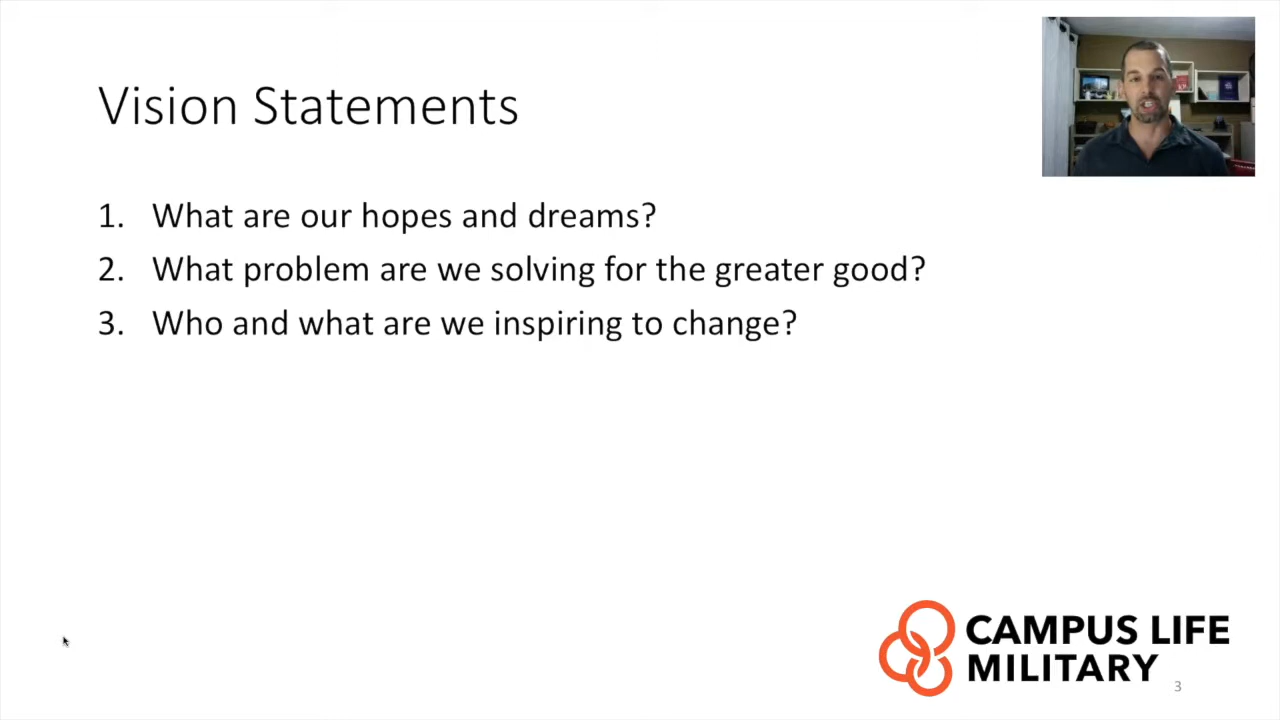 Vision Statements
1. What are our hopes and dreams?
2. What problem are we solving for the greater good?
3. Who and what are we inspiring to change?
CAMPUS LIFE
MILITARY
3